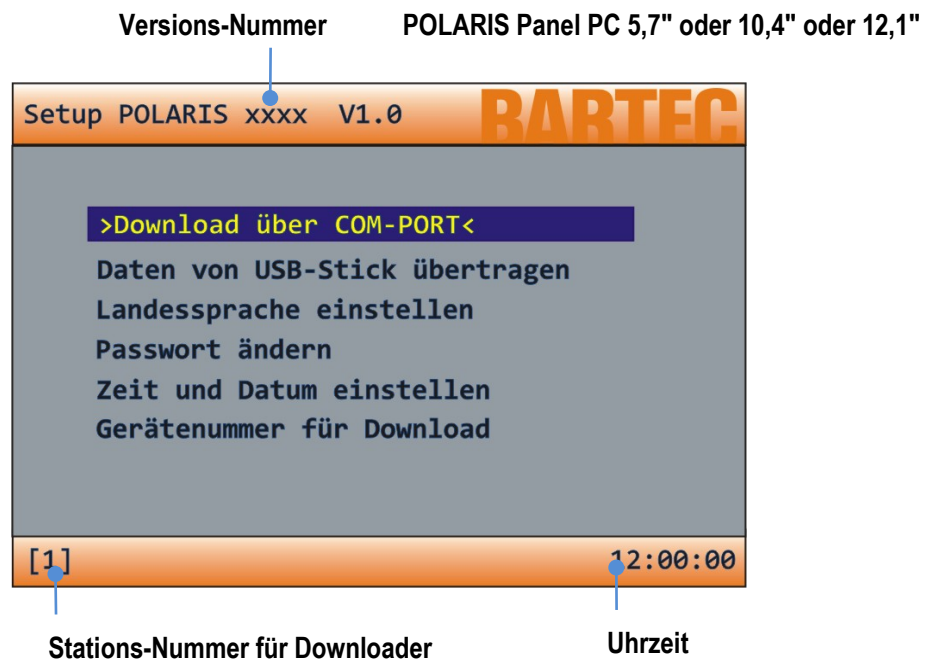 Versions-Nummer POLARIS Panel PC 5,7" oder 10,4" oder 12,1"
Setup POLARIS xxxx V1.0 BARTEC
>Download über COM-PORT<
Daten von USB-Stick übertragen
Landessprache einstellen
Passwort ändern
Zeit und Datum einstellen
Gerätenummer für Download
[1] 12:00:00
Stations-Nummer für Downloader Uhrzeit